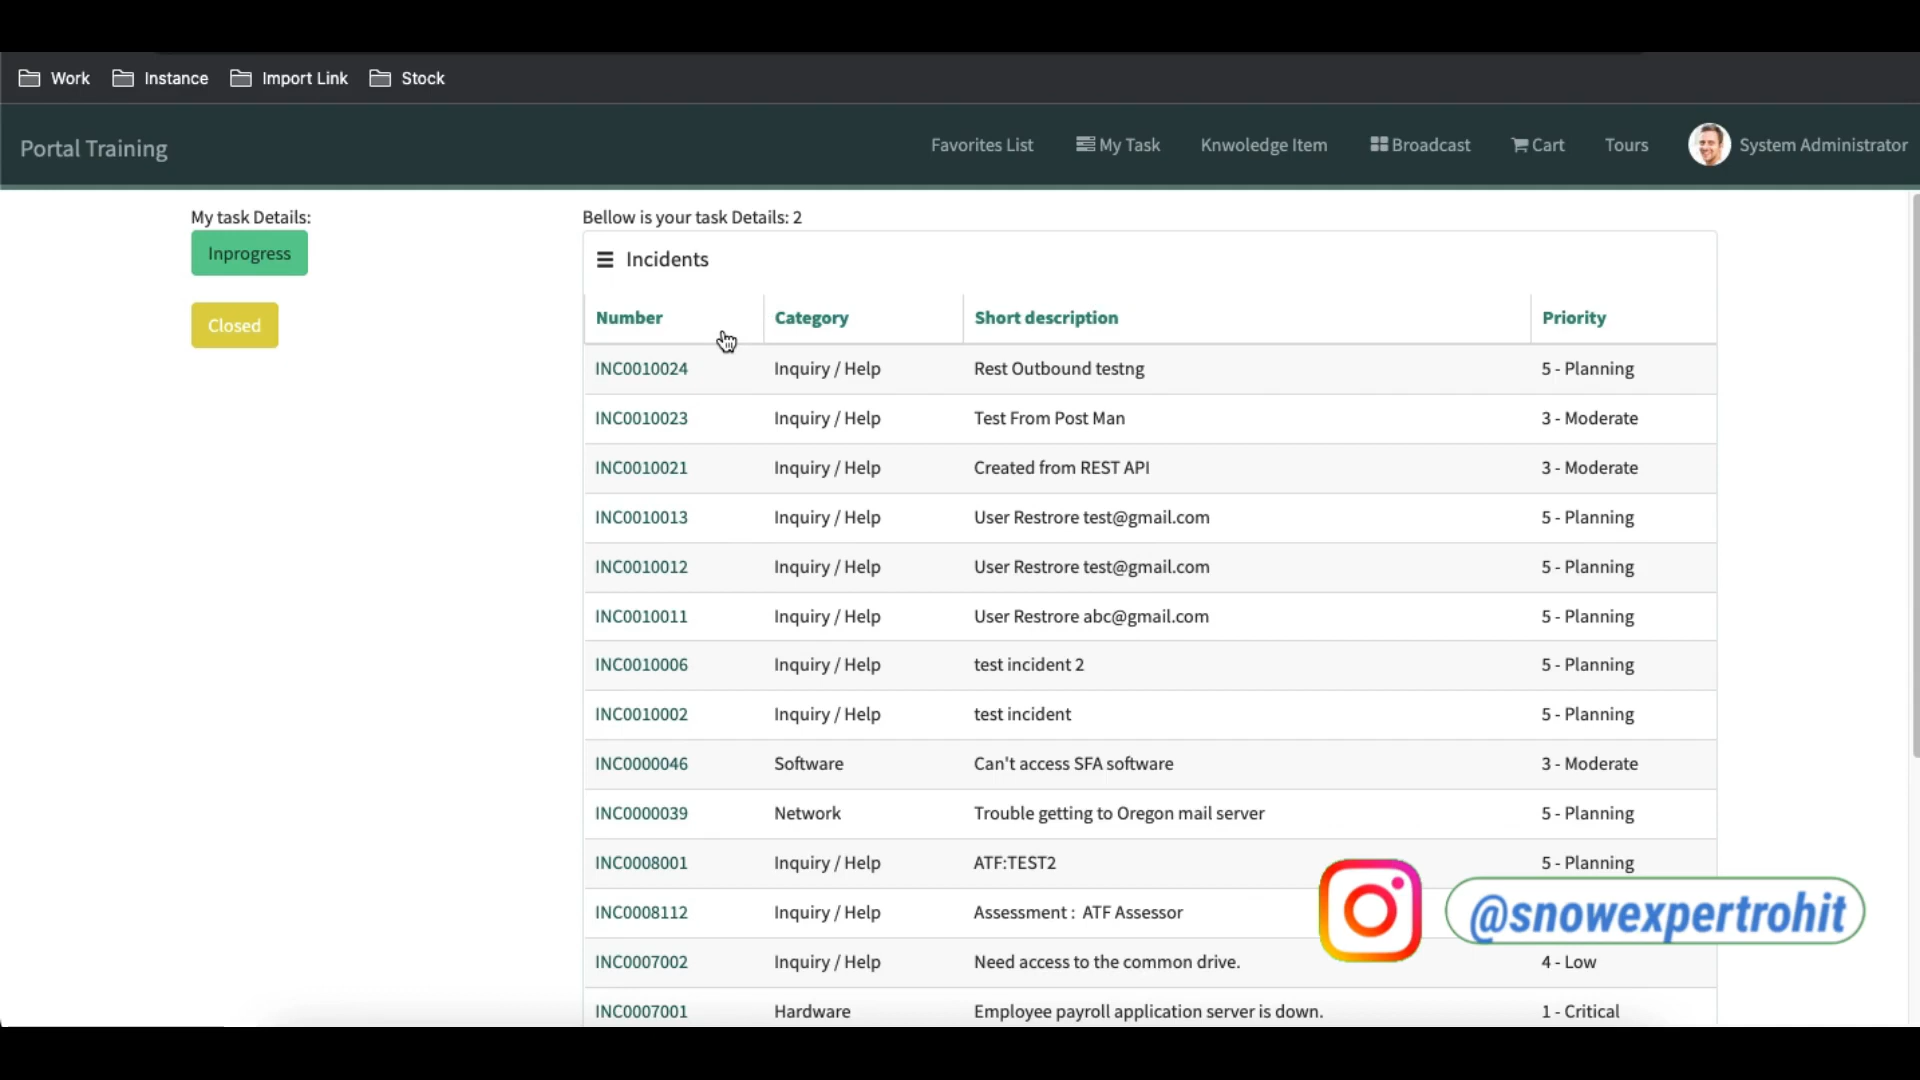 Work Instance Import Link Stock
Portal Training Favorites List My Task Knwoledge Item Broadcast Cart Tours System Administrator
My task Details:
Inprogress
Closed
Bellow is your task Details: 2
Incidents
Number Category Short description Priority
INC0010024 Inquiry / Help Rest Outbound testng 5 - Planning
INC0010023 Inquiry / Help Test From Post Man 3 - Moderate
INC0010021 Inquiry / Help Created from REST API 3 - Moderate
INC0010013 Inquiry / Help User Restrore test@gmail.com 5 - Planning
INC0010012 Inquiry / Help User Restrore test@gmail.com 5 - Planning
INC0010011 Inquiry / Help User Restrore abc@gmail.com 5 - Planning
INC0010006 Inquiry / Help test incident 2 5 - Planning
INC0010002 Inquiry / Help test incident 5 - Planning
INC0000046 Software Can't access SFA software 3 - Moderate
INC0000039 Network Trouble getting to Oregon mail server 5 - Planning
INC0008001 Inquiry / Help ATF:TEST2 5 - Planning
INC0008112 Inquiry / Help Assessment : ATF Assessor
@snowexpertrohit
INC0007002 Inquiry / Help Need access to the common drive. 4 - Low
INC0007001 Hardware Employee payroll application server is down. 1 - Critical